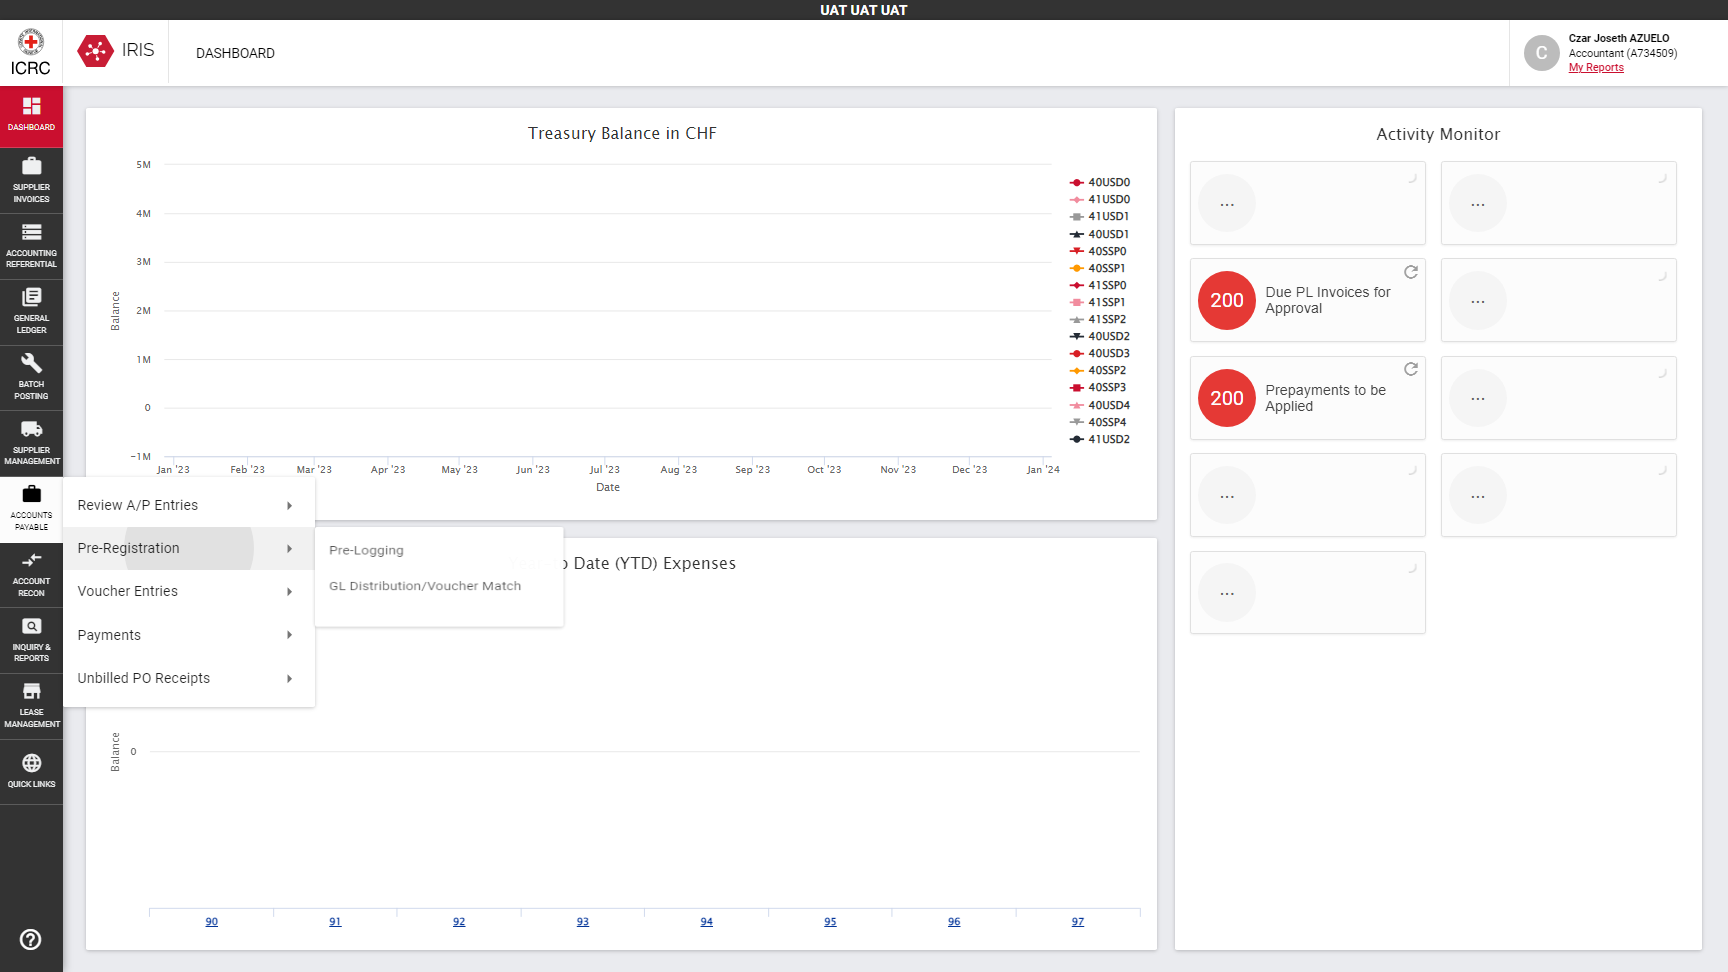 UAT UAT UAT
ICRC
IRIS
DASHBOARD
C
Czar Joseth AZUELO
Accountant (A734509)
My Reports
DASHBOARD
SUPPLIER
INVOICES
ACCOUNTING
REFERENTIAL
GENERAL
LEDGER
BATCH
POSTING
SUPPLIER
MANAGEMENT
ACCOUNTS
PAYABLE
ACCOUNT
RECON
INQUIRY &
REPORTS
LEASE
MANAGEMENT
QUICK LINKS
Treasury Balance in CHF
5M
4M
3M
2M
1M
0
-1M
Balance
Jan '23
Feb '23
Mar '23
Apr '23
May '23
Jun '23
Jul '23
Aug '23
Sep '23
Oct '23
Nov '23
Dec '23
Jan '24
Date
40USD0
41USD0
41USD1
40USD1
40SSP0
40SSP1
41SSP0
41SSP1
41SSP2
40USD2
40USD3
40SSP2
40SSP3
40USD4
40SSP4
41USD2
Review A/P Entries
Pre-Registration
Voucher Entries
Payments
Unbilled PO Receipts
Pre-Logging
GL Distribution/Voucher Match
Date (YTD) Expenses
Balance
0
90
91
92
93
94
95
96
97
Activity Monitor
...
...
200
Due PL Invoices for
Approval
...
200
Prepayments to be
Applied
...
...
...
...